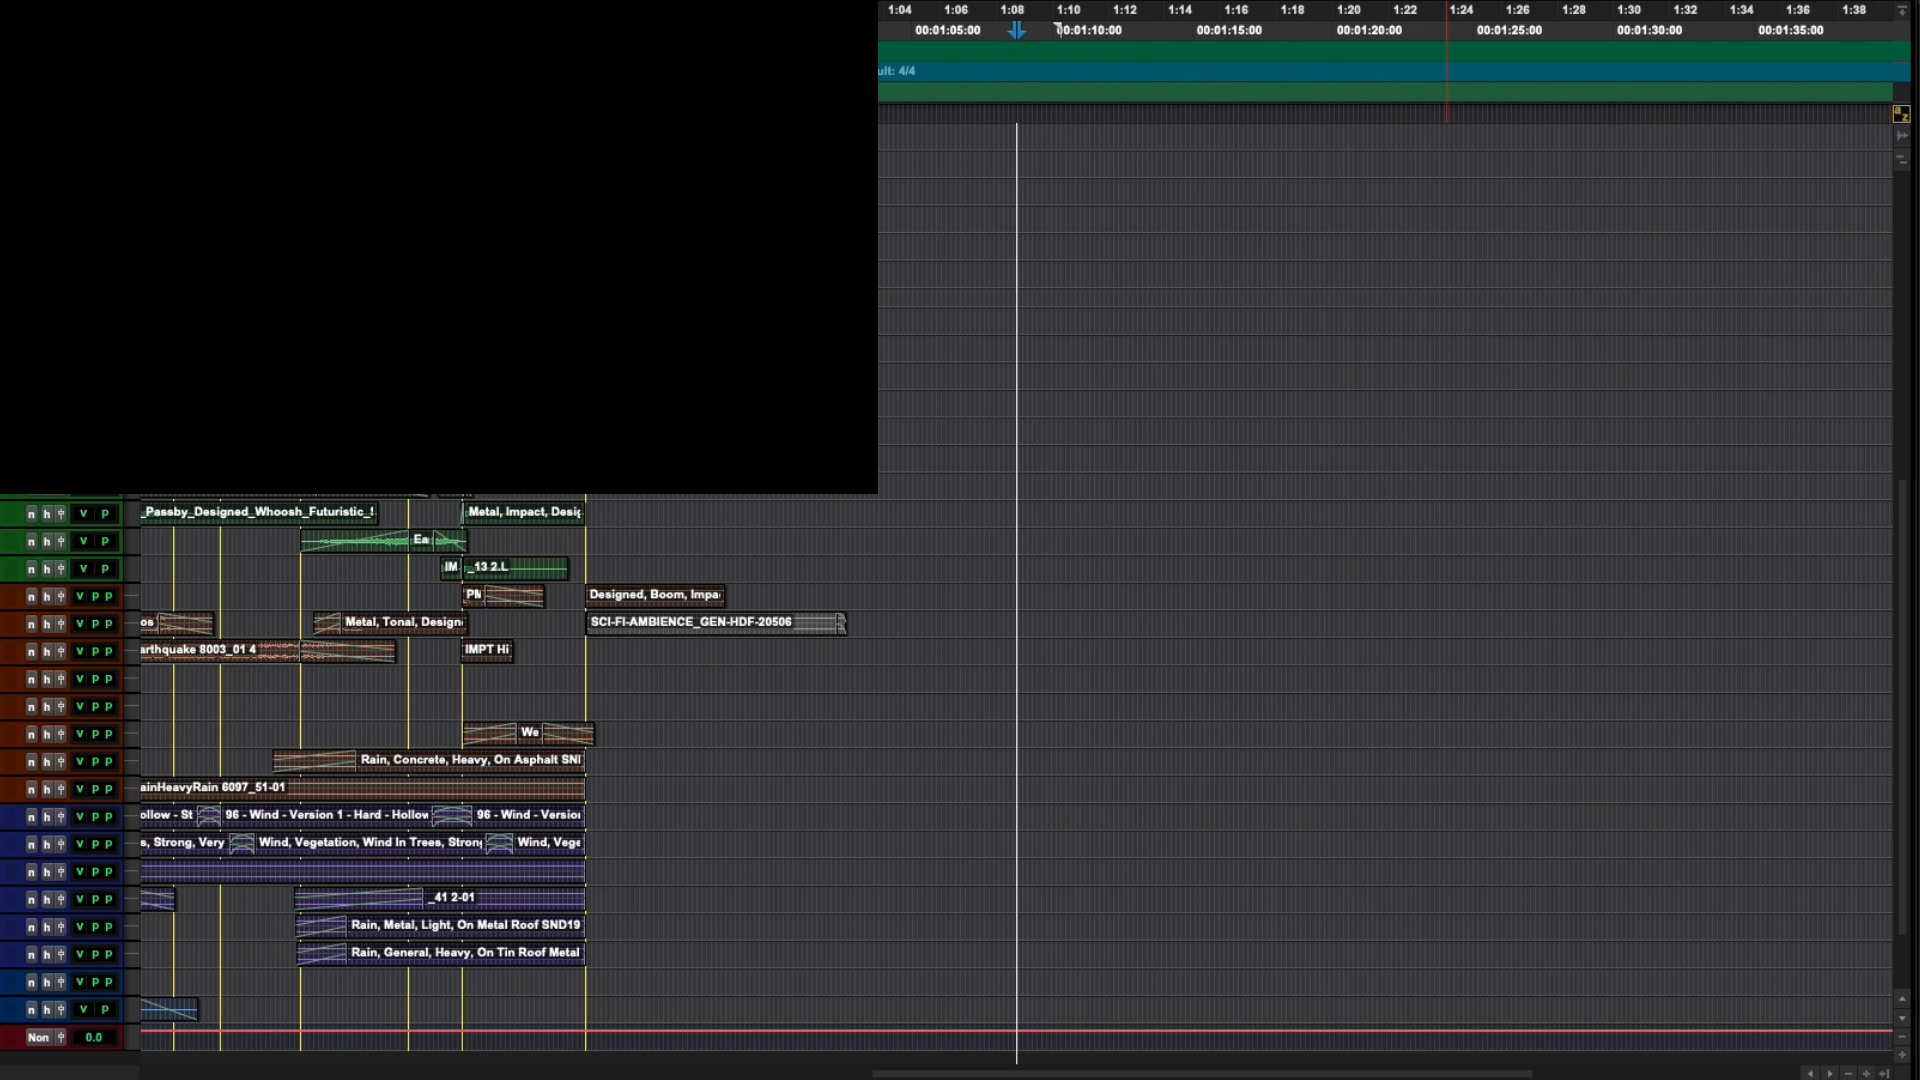 1:04 1:06 1:08 1:10 1:12 1:14 1:16 1:18 1:20 1:22 1:24 1:26 1:28 1:30 1:32 1:34 1:36 1:38
00:01:05:00 00:01:10:00 00:01:15:00 00:01:20:00 00:01:25:00 00:01:30:00 00:01:35:00
ult: 4/4
a z
n h v p _Passby_Designed_Whoosh_Futuristic_ Metal, Impact, Desig
n h v p Ea
n h v p IM _13 2.L
n h v p p PM Designed, Boom, Impa
n h v p p os Metal, Tonal, Design SCI-FI-AMBIENCE_GEN-HDF-20506
n h v p p arthquake 8003_01 4 IMPT Hi
n h v p p
n h v p p
n h v p p We
n h v p p Rain, Concrete, Heavy, On Asphalt SNI
n h v p p ainHeavyRain 6097_51-01
n h v p p ollow - St 96 - Wind - Version 1 - Hard - Hollow 96 - Wind - Version
n h v p p s, Strong, Very Wind, Vegetation, Wind In Trees, Strong Wind, Vege
n h v p p
n h v p p _41 2-01
n h v p p Rain, Metal, Light, On Metal Roof SND19
n h v p p Rain, General, Heavy, On Tin Roof Metal
n h v p p
n h v p
Non 0.0